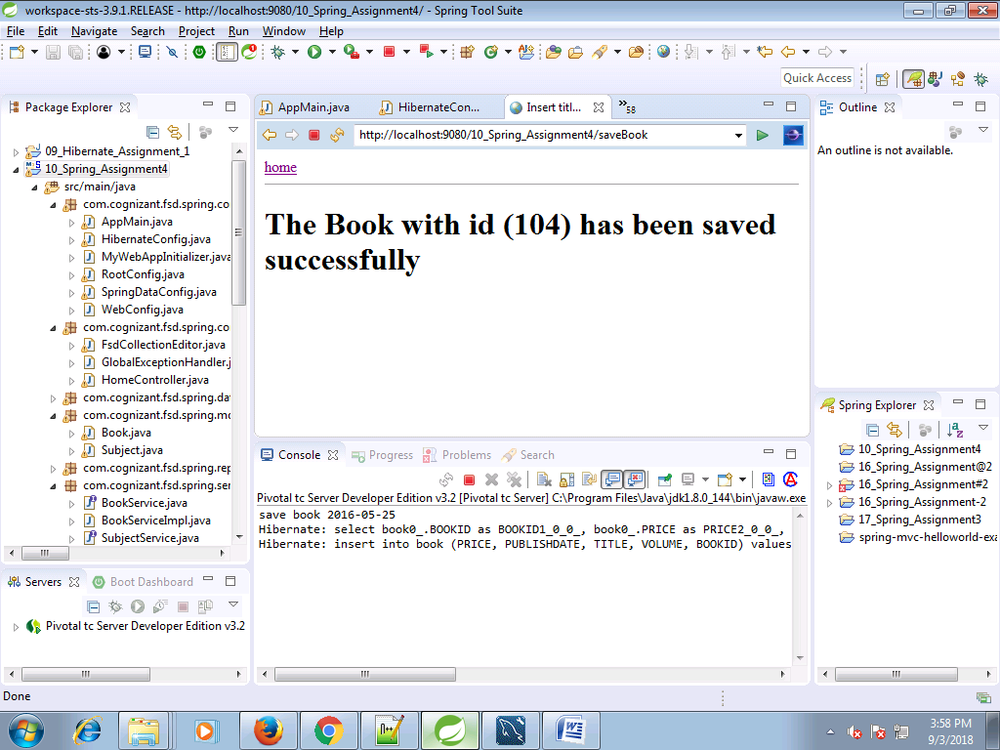 workspace-sts-3.9.1.RELEASE - http://localhost:9080/10_Spring_Assignment4/ - Spring Tool Suite
File Edit Navigate Search Project Run Window Help
Quick Access
Package Explorer
09_Hibernate_Assignment_1
10_Spring_Assignment4
src/main/java
com.cognizant.fsd.spring.co
AppMain.java
HibernateConfig.java
MyWebAppInitializer.java
RootConfig.java
SpringDataConfig.java
WebConfig.java
com.cognizant.fsd.spring.co
FsdCollectionEditor.java
GlobalExceptionHandler.j
HomeController.java
com.cognizant.fsd.spring.da
com.cognizant.fsd.spring.mo
Book.java
Subject.java
com.cognizant.fsd.spring.rep
com.cognizant.fsd.spring.ser
BookService.java
BookServiceImpl.java
SubjectService.java
Servers Boot Dashboard
Pivotal tc Server Developer Edition v3.2
AppMain.java HibernateCon... Insert titl... »58
http://localhost:9080/10_Spring_Assignment4/saveBook
home
The Book with id (104) has been saved
successfully
Console Progress Problems Search
Pivotal tc Server Developer Edition v3.2 [Pivotal tc Server] C:\Program Files\Java\jdk1.8.0_144\bin\javaw.exe
save book 2016-05-25
Hibernate: select book0_.BOOKID as BOOKID1_0_0_, book0_.PRICE as PRICE2_0_0_,
Hibernate: insert into book (PRICE, PUBLISHDATE, TITLE, VOLUME, BOOKID) values
Outline
An outline is not available.
Spring Explorer
10_Spring_Assignment4
16_Spring_Assignment@2
16_Spring_Assignment#2
16_Spring_Assignment-2
17_Spring_Assignment3
spring-mvc-helloworld-exa
Done
3:58 PM
9/3/2018